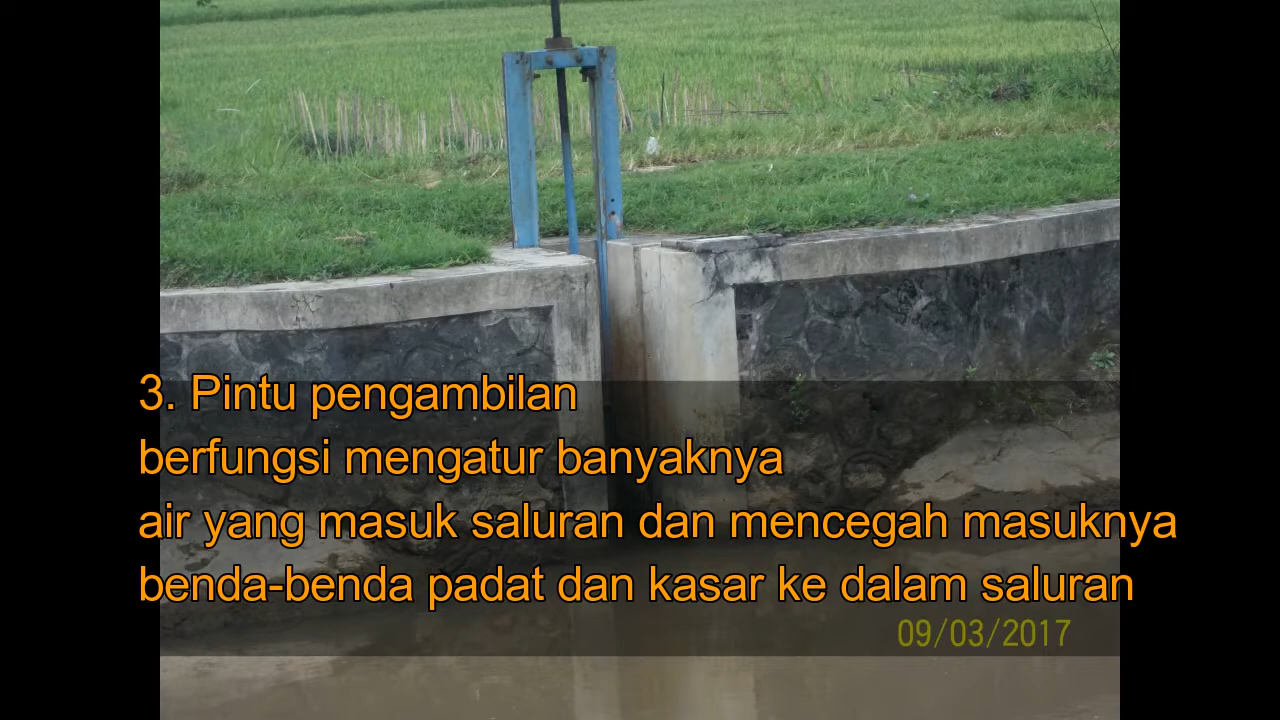 3. Pintu pengambilan
berfungsi mengatur banyaknya
air yang masuk saluran dan mencegah masuknya
benda-benda padat dan kasar ke dalam saluran
09/03/2017